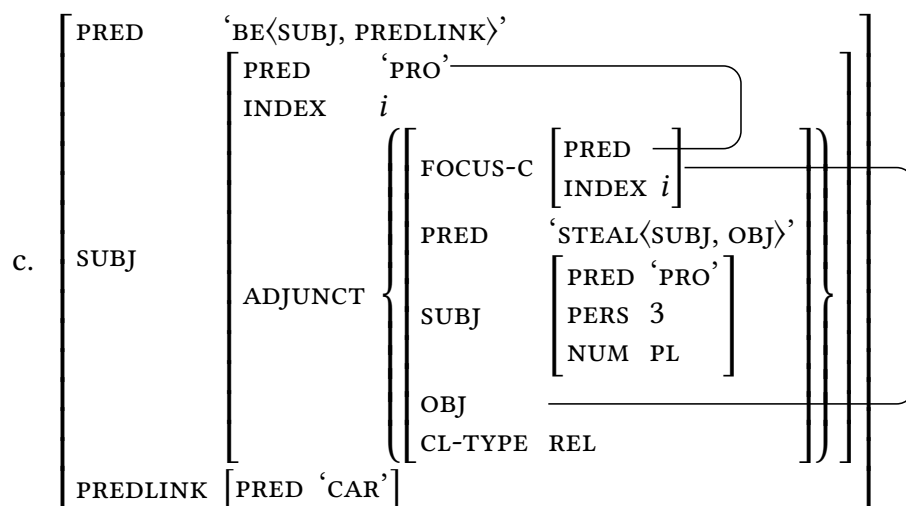 PRED ‘BE⟨SUBJ, PREDLINK⟩’
PRED ‘PRO’
INDEX i
FOCUS-C PRED
INDEX i
PRED ‘STEAL⟨SUBJ, OBJ⟩’
c. SUBJ
ADJUNCT
SUBJ
PRED ‘PRO’
PERS 3
NUM PL
OBJ
CL-TYPE REL
PREDLINK [PRED ‘CAR’]